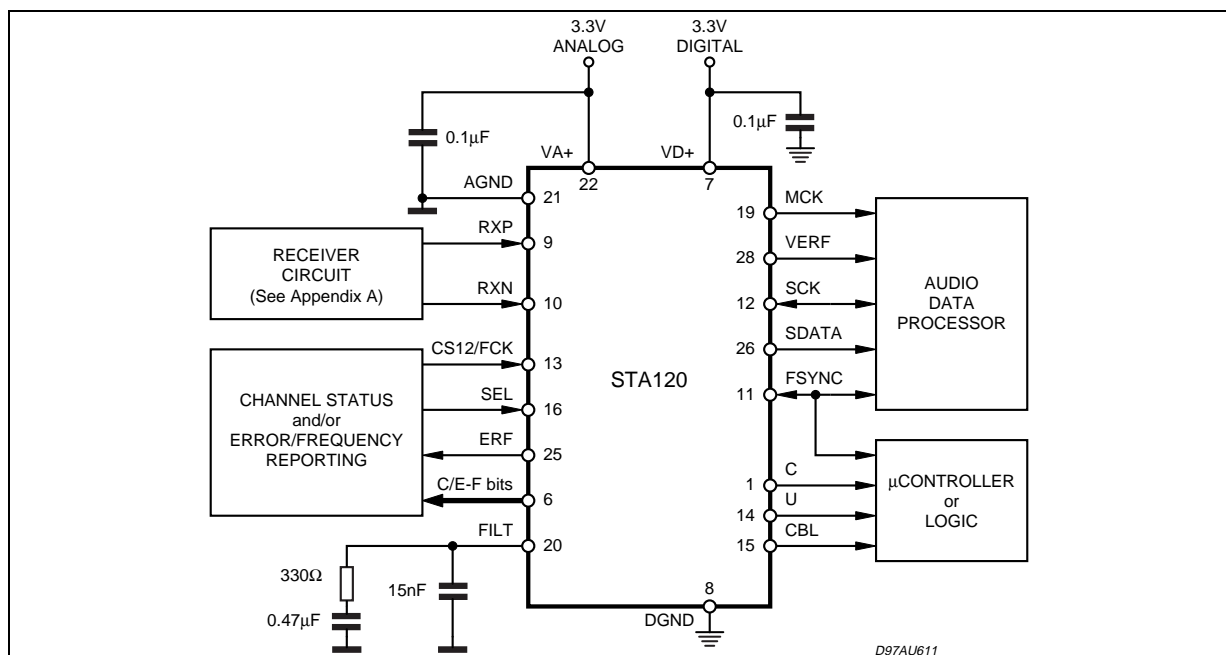 3.3V
ANALOG
3.3V
DIGITAL
0.1μF
0.1μF
VA+
VD+
22
7
AGND
21
RECEIVER
CIRCUIT
(See Appendix A)
RXP
9
RXN
10
CHANNEL STATUS
and/or
ERROR/FREQUENCY
REPORTING
CS12/FCK
13
SEL
16
ERF
25
C/E-F bits
6
FILT
20
330Ω
0.47μF
15nF
STA120
19
MCK
28
VERF
12
SCK
26
SDATA
11
FSYNC
AUDIO
DATA
PROCESSOR
1
C
14
U
15
CBL
μCONTROLLER
or
LOGIC
8
DGND
D97AU611